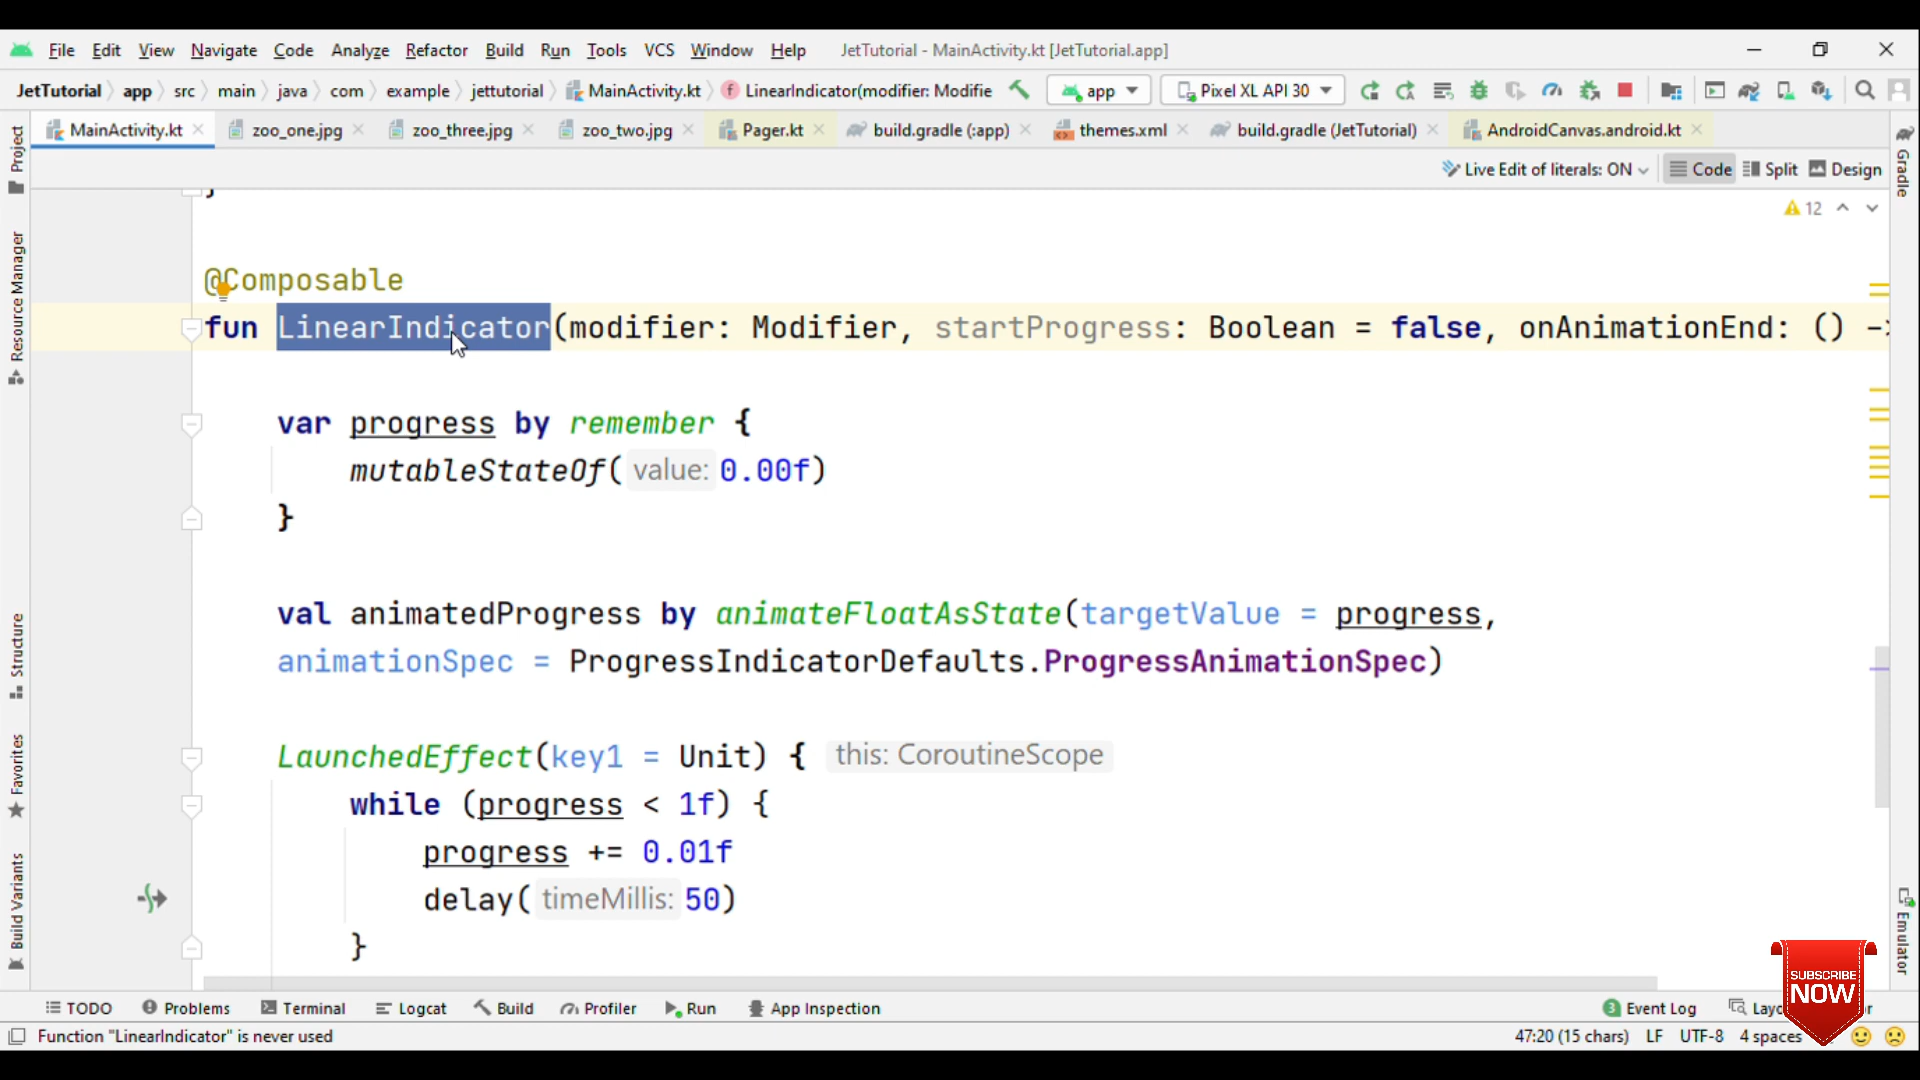 File Edit View Navigate Code Analyze Refactor Build Run Tools VCS Window Help JetTutorial - MainActivity.kt [JetTutorial.app]
JetTutorial app src main java com example jettutorial MainActivity.kt LinearIndicator(modifier: Modifie app Pixel XL API 30
MainActivity.kt zoo_one.jpg zoo_three.jpg zoo_two.jpg Pager.kt build.gradle (:app) themes.xml build.gradle (JetTutorial) AndroidCanvas.android.kt
Live Edit of literals: ON Code Split Design
12
Project
Resource Manager
Structure
Favorites
Build Variants
Gradle
Emulator
}
@Composable
fun LinearIndicator(modifier: Modifier, startProgress: Boolean = false, onAnimationEnd: () ->
var progress by remember {
mutableStateOf( value: 0.00f)
}
val animatedProgress by animateFloatAsState(targetValue = progress,
animationSpec = ProgressIndicatorDefaults.ProgressAnimationSpec)
LaunchedEffect(key1 = Unit) { this: CoroutineScope
while (progress < 1f) {
progress += 0.01f
delay( timeMillis: 50)
}
SUBSCRIBE
NOW
TODO Problems Terminal Logcat Build Profiler Run App Inspection 3 Event Log
Function "LinearIndicator" is never used 47:20 (15 chars) LF UTF-8 4 spaces